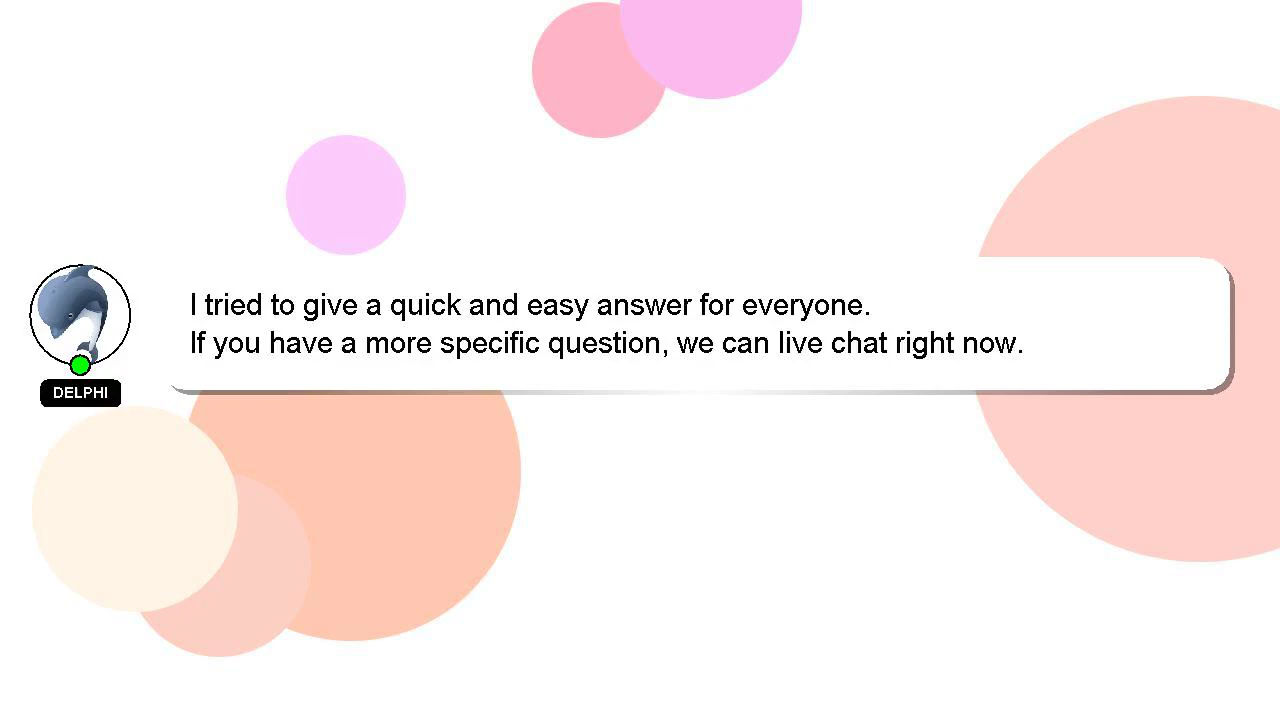 I tried to give a quick and easy answer for everyone.
If you have a more specific question, we can live chat right now.
DELPHI